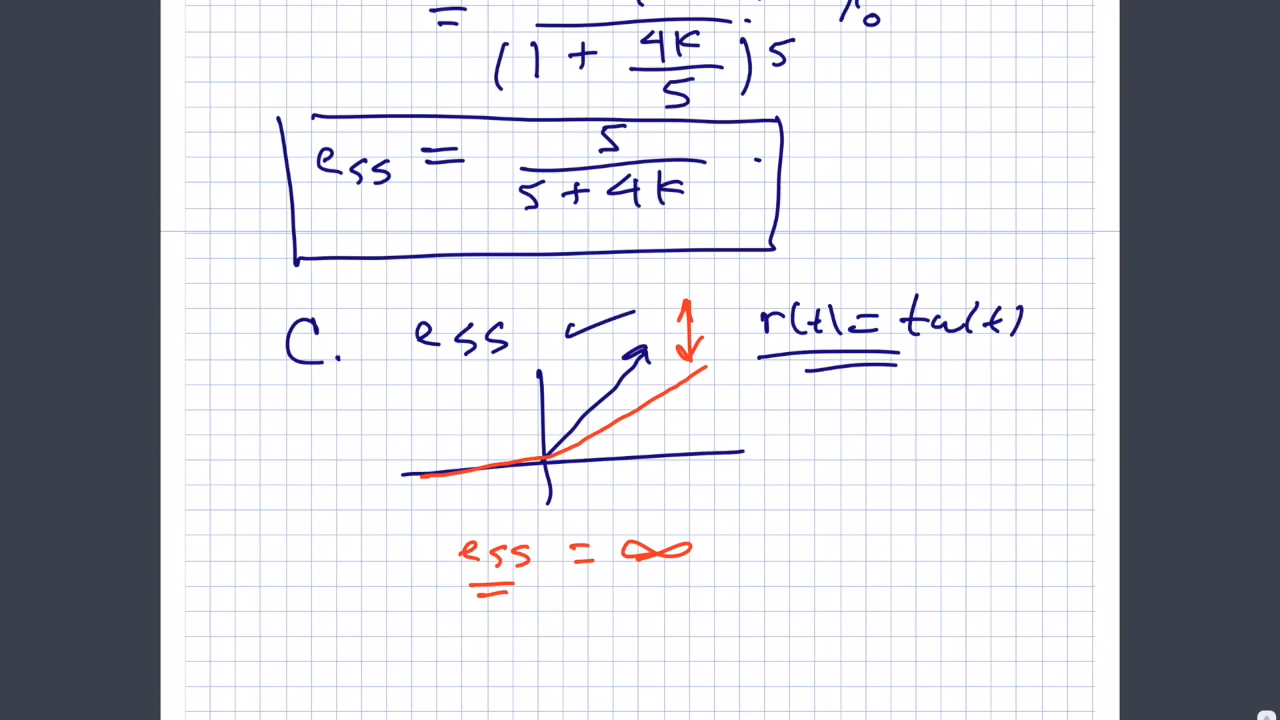 =
(1 + 4K/5)5
ess = 5/(5 + 4K)
C. ess r(t) = tu(t)
ess = ∞